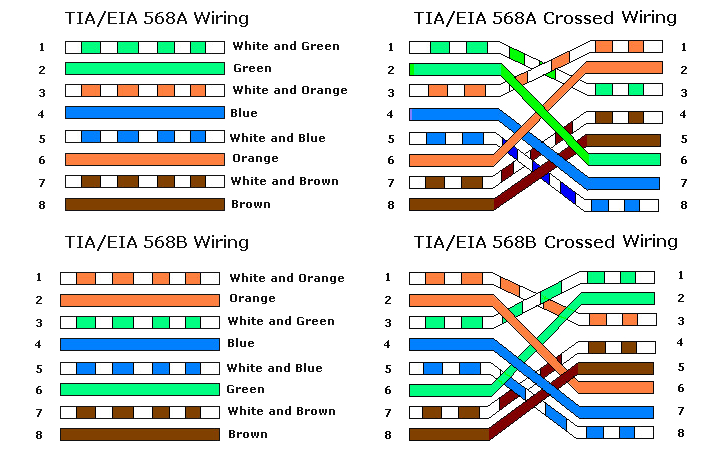 TIA/EIA 568A Wiring
1 White and Green
2 Green
3 White and Orange
4 Blue
5 White and Blue
6 Orange
7 White and Brown
8 Brown
TIA/EIA 568A Crossed Wiring
1 1
2 2
3 3
4 4
5 5
6 6
7 7
8 8
TIA/EIA 568B Wiring
1 White and Orange
2 Orange
3 White and Green
4 Blue
5 White and Blue
6 Green
7 White and Brown
8 Brown
TIA/EIA 568B Crossed Wiring
1 1
2 2
3 3
4 4
5 5
6 6
7 7
8 8